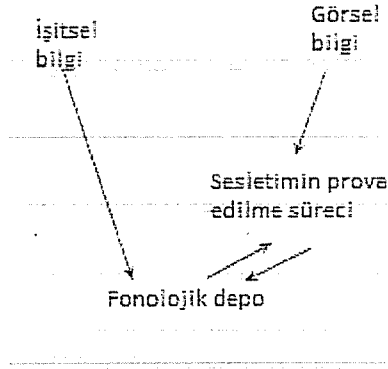 İşitsel
bilgi
Görsel
bilgi
Sesletimin prova
edilme süreci
Fonolojik depo